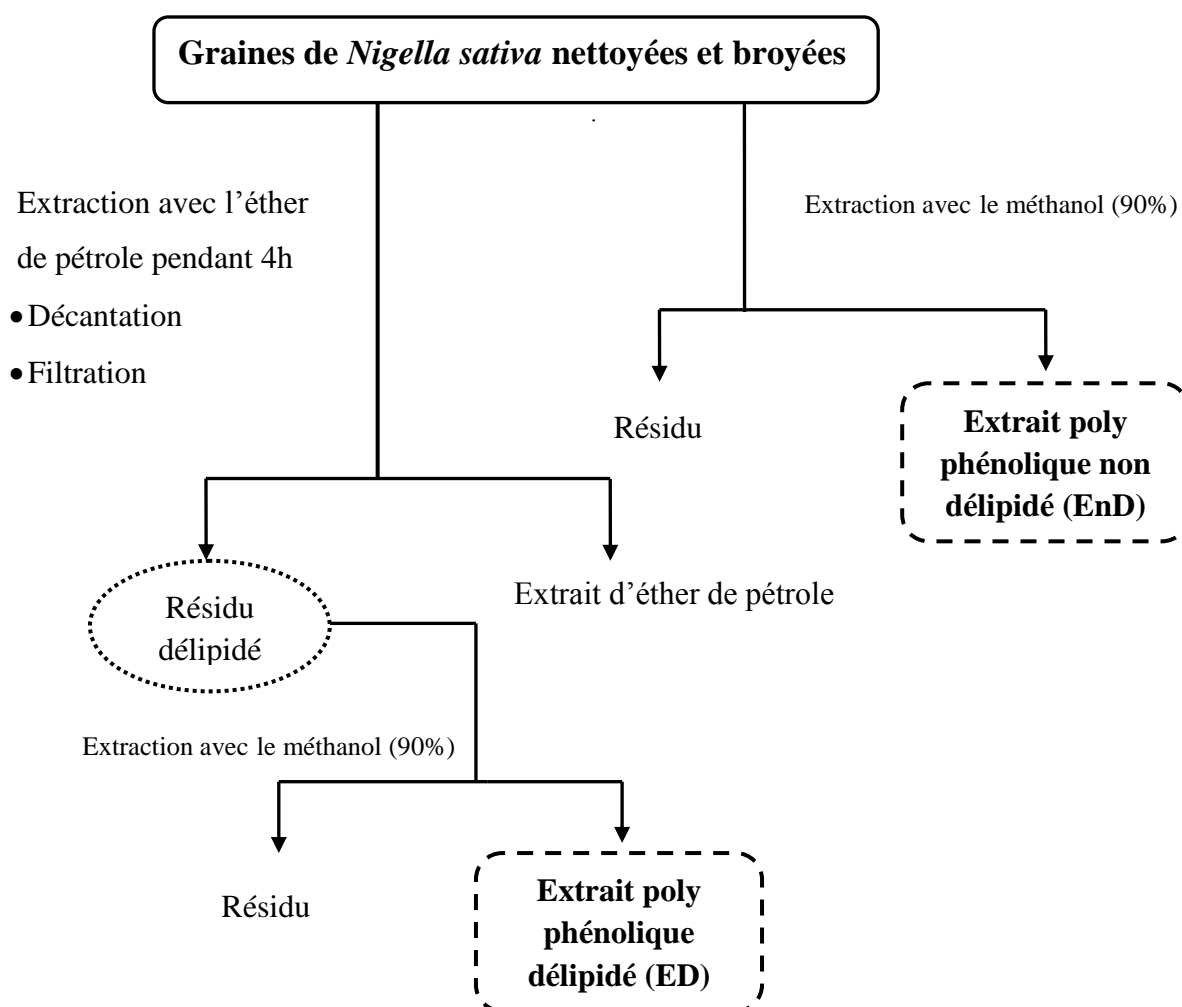 Graines de Nigella sativa nettoyées et broyées
Extraction avec l’éther
de pétrole pendant 4h
•Décantation
•Filtration
Extraction avec le méthanol (90%)
Résidu
Extrait poly
phénolique non
délipidé (EnD)
Résidu
délipidé
Extrait d’éther de pétrole
Extraction avec le méthanol (90%)
Résidu
Extrait poly
phénolique
délipidé (ED)